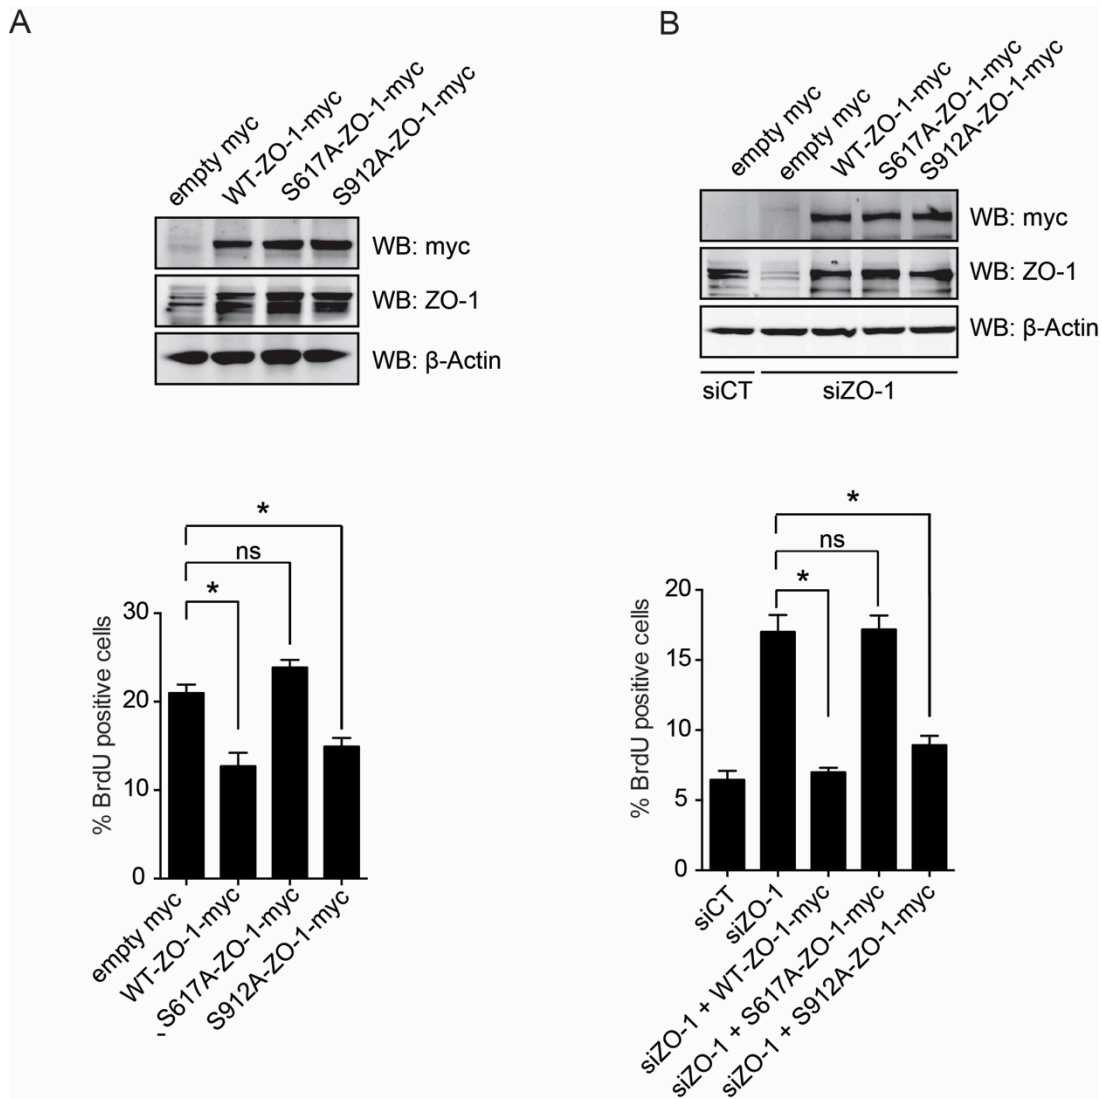 A
empty myc
WT-ZO-1-myc
S617A-ZO-1-myc
S912A-ZO-1-myc
WB: myc
WB: ZO-1
WB: β-Actin
*
ns
*
% BrdU positive cells
30
20
10
0
empty myc
WT-ZO-1-myc
S617A-ZO-1-myc
S912A-ZO-1-myc
B
empty myc
empty myc
WT-ZO-1-myc
S617A-ZO-1-myc
S912A-ZO-1-myc
WB: myc
WB: ZO-1
WB: β-Actin
siCT
siZO-1
*
ns
*
% BrdU positive cells
20
15
10
5
0
siCT
siZO-1
siZO-1 + WT-ZO-1-myc
siZO-1 + S617A-ZO-1-myc
siZO-1 + S912A-ZO-1-myc